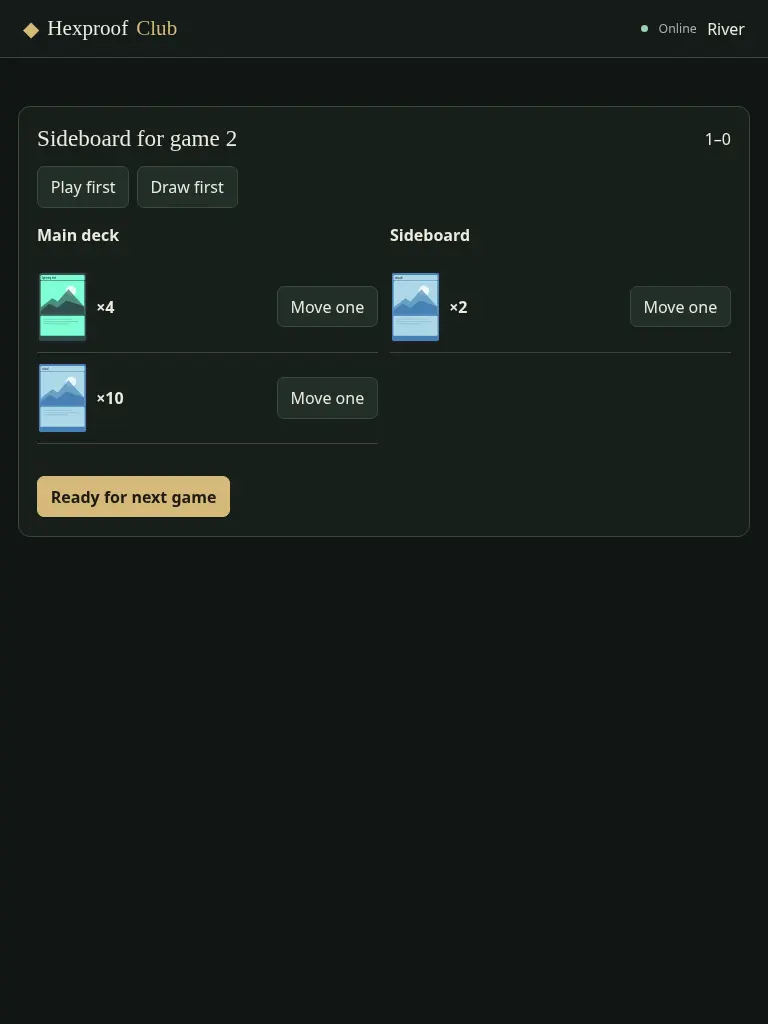 ◆ Hexproof Club
Online River
Sideboard for game 2
1–0
Play first
Draw first
Main deck
×4
Move one
×10
Move one
Sideboard
×2
Move one
Ready for next game